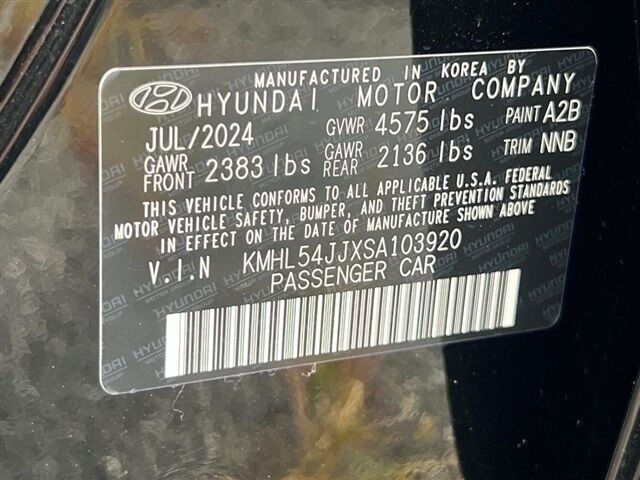 MANUFACTURED IN KOREA BY
HYUNDAI MOTOR COMPANY
JUL/2024 GVWR 4575 lbs PAINT A2B
GAWR FRONT 2383 lbs GAWR REAR 2136 lbs TRIM NNB
THIS VEHICLE CONFORMS TO ALL APPLICABLE U.S.A. FEDERAL
MOTOR VEHICLE SAFETY, BUMPER, AND THEFT PREVENTION STANDARDS
IN EFFECT ON THE DATE OF MANUFACTURE SHOWN ABOVE
V.I.N KMHL54JJXSA103920
PASSENGER CAR